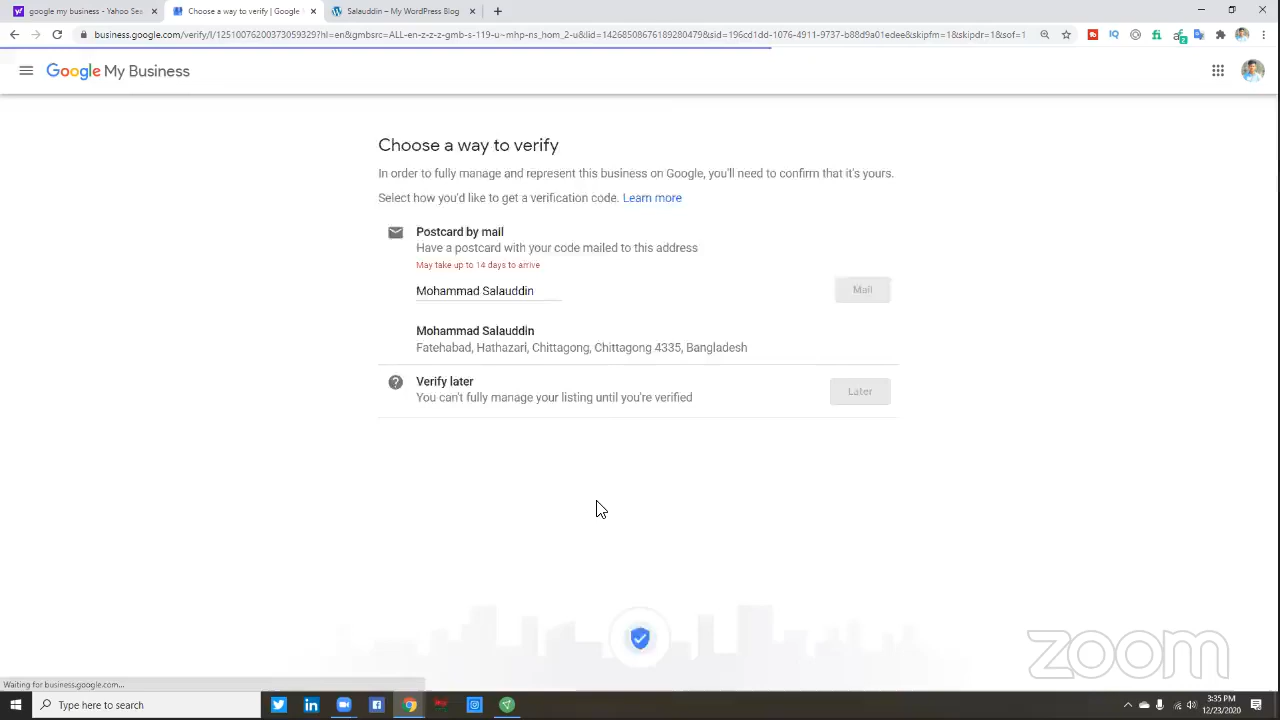 google my business - Yahoo Sea
Choose a way to verify | Google
Salauddin – My WordPress Blog
business.google.com/verify/l/12510076200373059329?hl=en&gmbsrc=ALL-en-z-z-z-gmb-s-119-u-mhp-ns_hom_2-u&lid=14268508676189280479&sid=196cd1dd-1076-4911-9737-b88d9a01edee&skipfm=1&skipdr=1&sof=1
Google My Business
Choose a way to verify
In order to fully manage and represent this business on Google, you'll need to confirm that it's yours.
Select how you'd like to get a verification code. Learn more
Postcard by mail
Have a postcard with your code mailed to this address
May take up to 14 days to arrive
Mohammad Salauddin
Mail
Mohammad Salauddin
Fatehabad, Hathazari, Chittagong, Chittagong 4335, Bangladesh
Verify later
You can't fully manage your listing until you're verified
Later
zoom
Waiting for business.google.com...
Type here to search
3:35 PM
12/23/2020